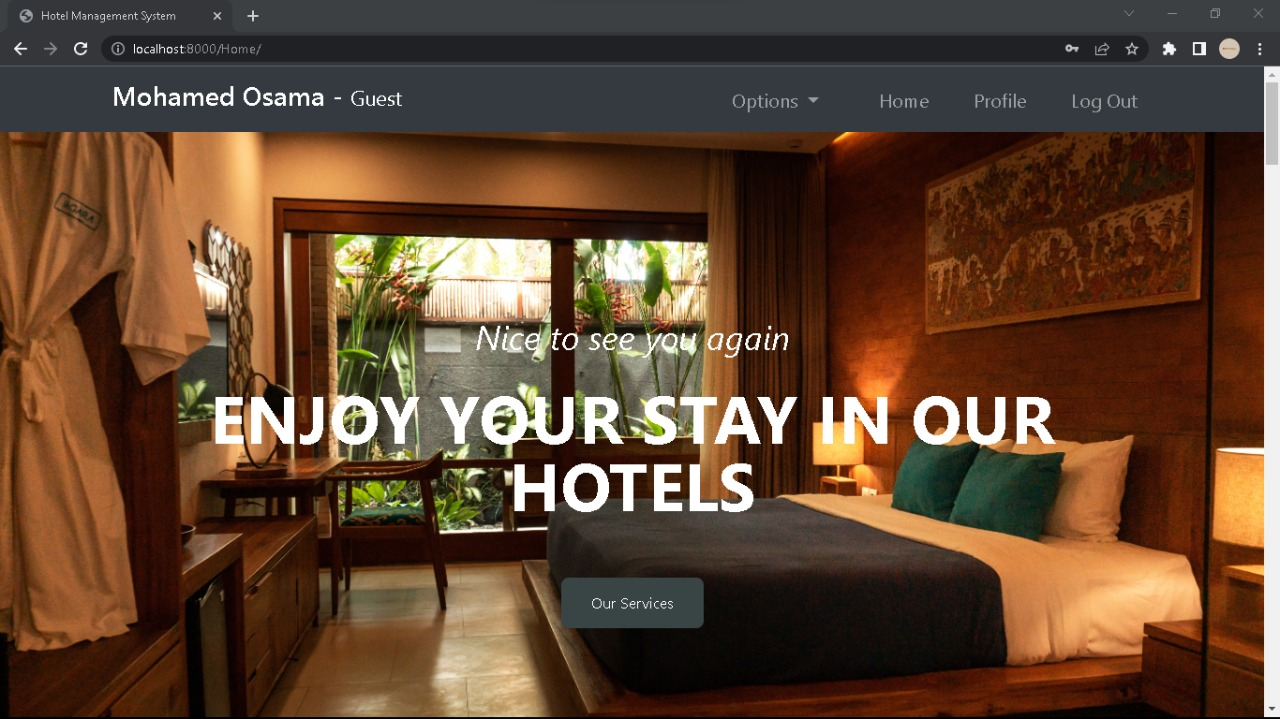 Hotel Management System
localhost:8000/Home/
Mohamed Osama - Guest
Options Home Profile Log Out
Nice to see you again
ENJOY YOUR STAY IN OUR
HOTELS
Our Services